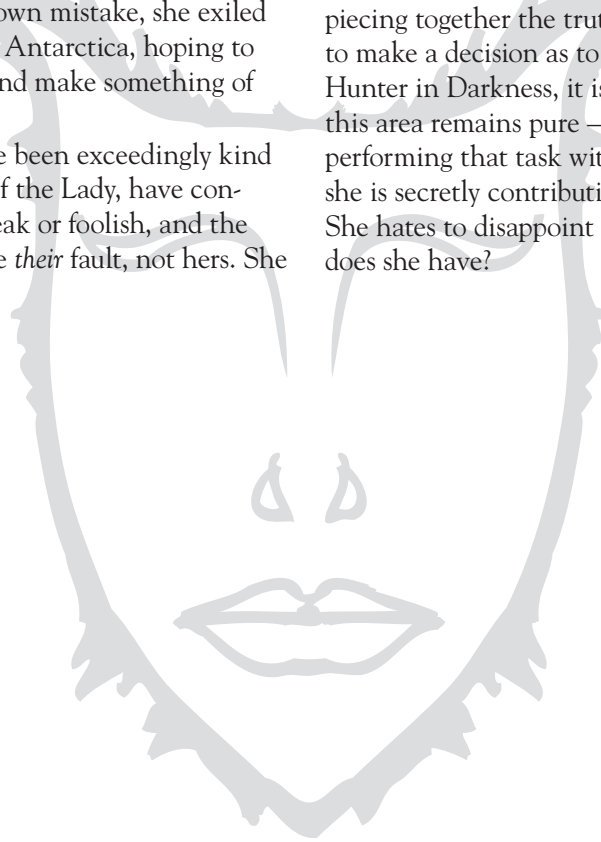 own mistake, she exiled
Antarctica, hoping to
nd make something of
e been exceedingly kind
f the Lady, have con-
eak or foolish, and the
e their fault, not hers. She
piecing together the trut
to make a decision as to
Hunter in Darkness, it is
this area remains pure —
performing that task wit
she is secretly contributi
She hates to disappoint
does she have?